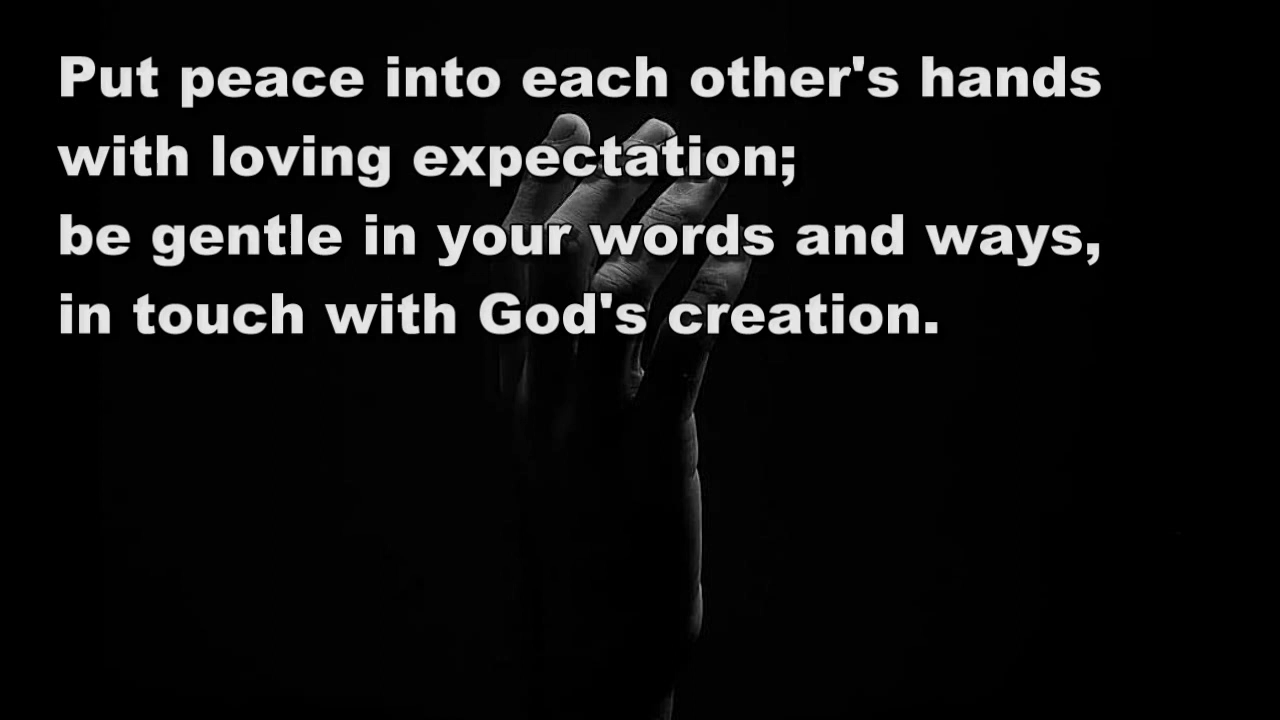 Put peace into each other's hands
with loving expectation;
be gentle in your words and ways,
in touch with God's creation.